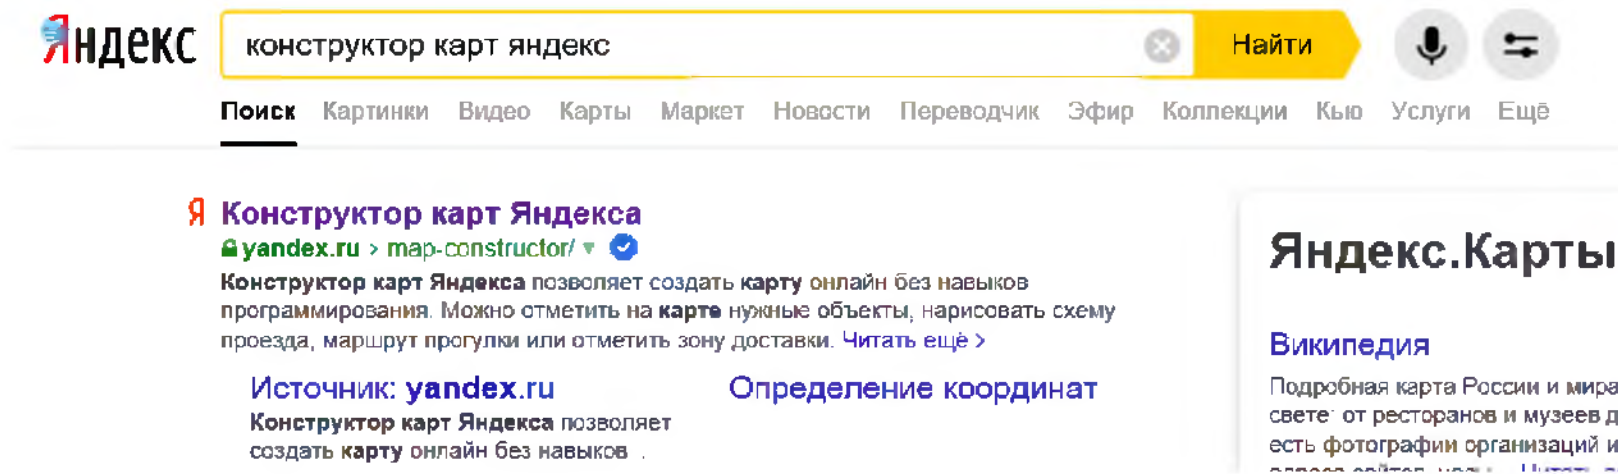 Яндекс
конструктор карт яндекс
Найти
Поиск Картинки Видео Карты Маркет Новости Переводчик Эфир Коллекции Кью Услуги Ещё
Я Конструктор карт Яндекса
yandex.ru > map-constructor/
Конструктор карт Яндекса позволяет создать карту онлайн без навыков
программирования. Можно отметить на карте нужные объекты, нарисовать схему
проезда, маршрут прогулки или отметить зону доставки. Читать ещё >
Источник: yandex.ru
Конструктор карт Яндекса позволяет
создать карту онлайн без навыков .
Определение координат
Яндекс.Карты
Википедия
Подробная карта России и мира
свете: от ресторанов и музеев д
есть фотографии организаций и